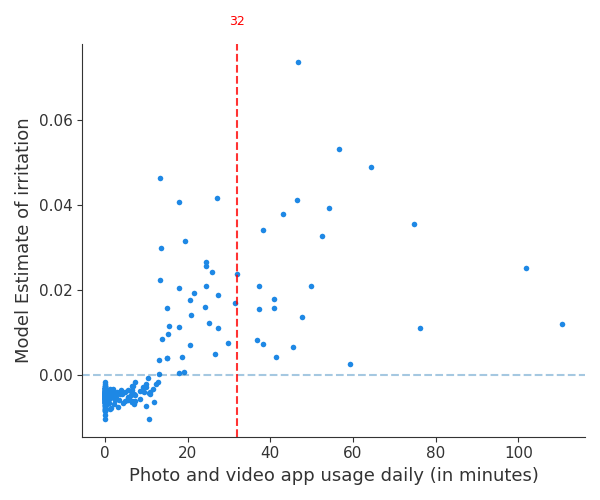 32
Model Estimate of irritation
0.06
0.04
0.02
0.00
0 20 40 60 80 100
Photo and video app usage daily (in minutes)